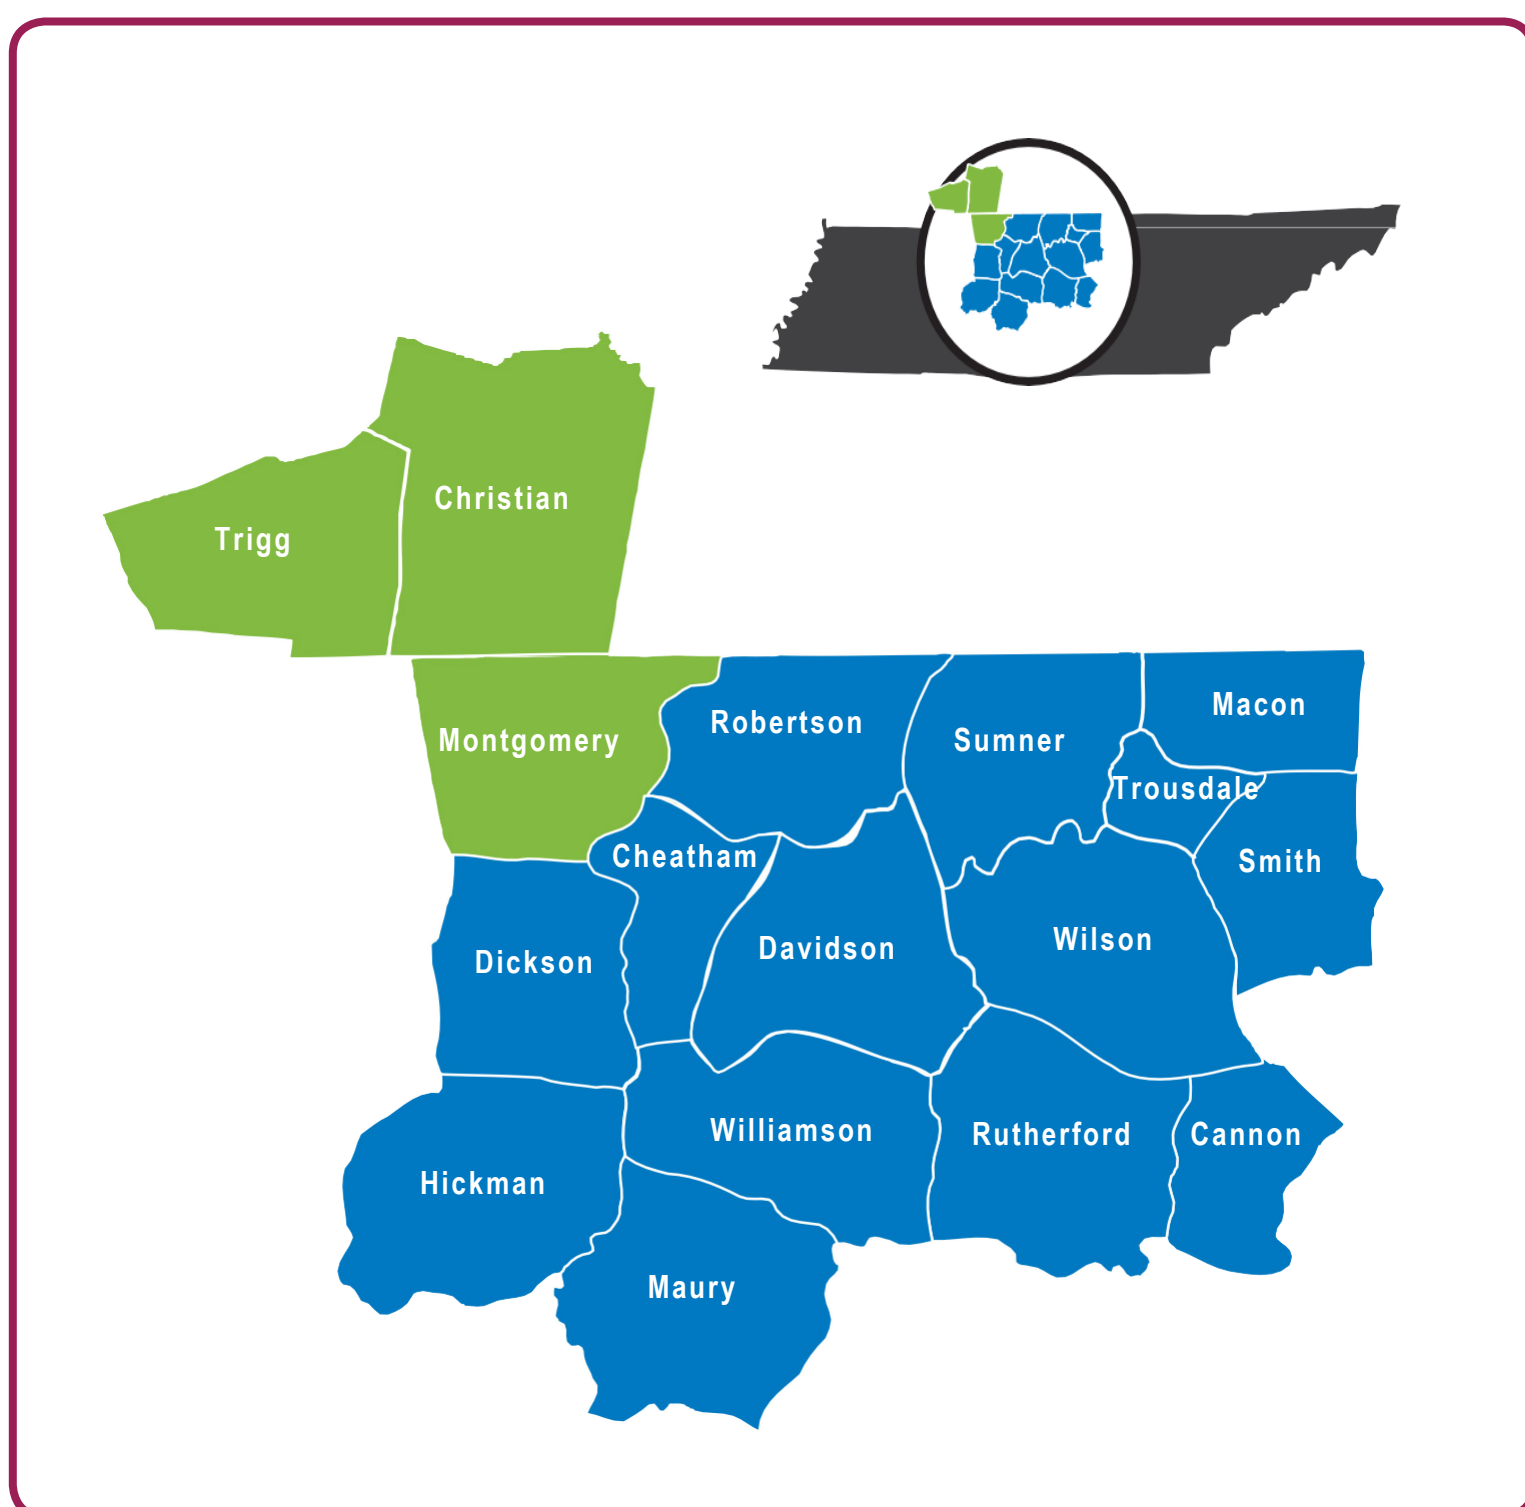 Christian
Trigg
Macon
Robertson
Montgomery
Sumner
Trousdale
Cheatham
Smith
Wilson
Davidson
Dickson
Williamson
Rutherford
Cannon
Hickman
Maury